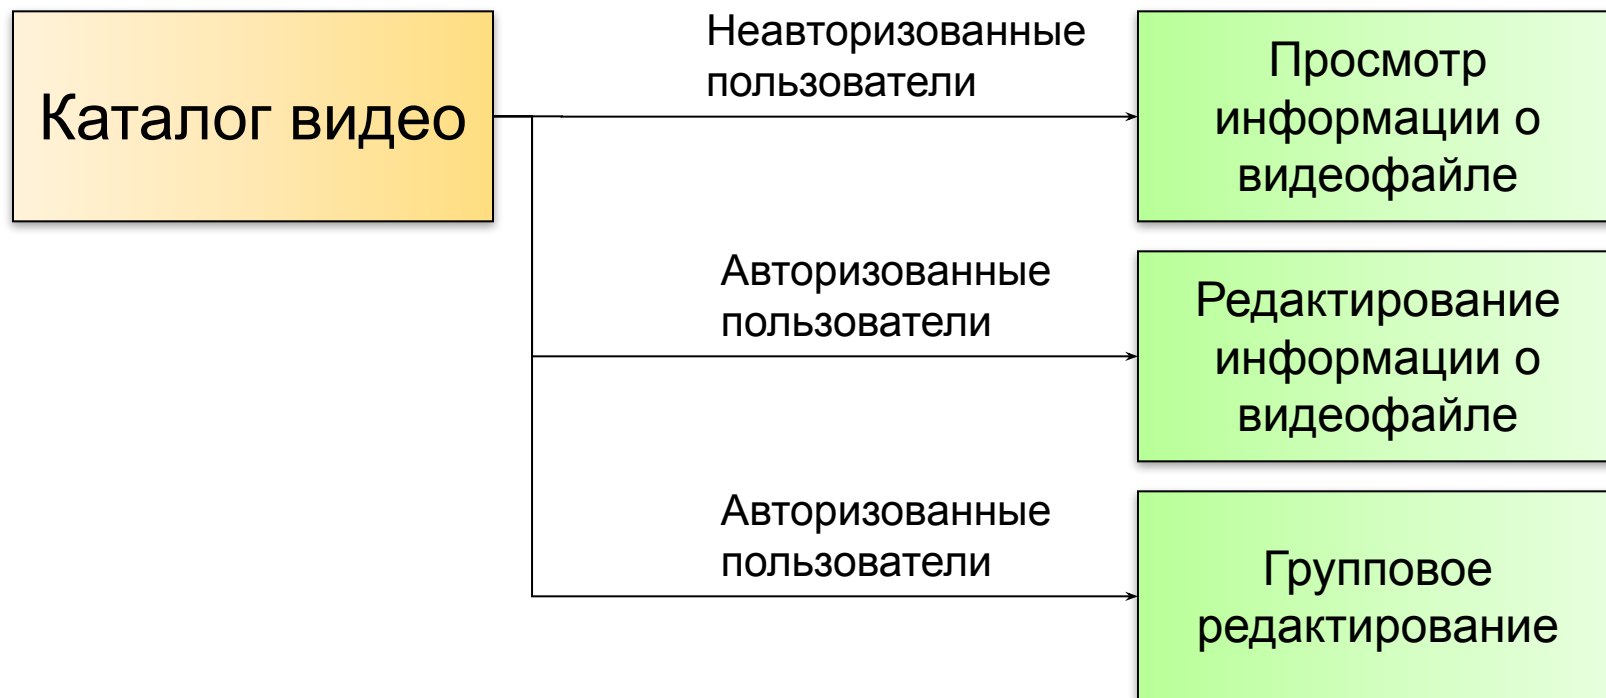 Каталог видео
Неавторизованные
пользователи
Просмотр
информации о
видеофайле
Авторизованные
пользователи
Редактирование
информации о
видеофайле
Авторизованные
пользователи
Групповое
редактирование